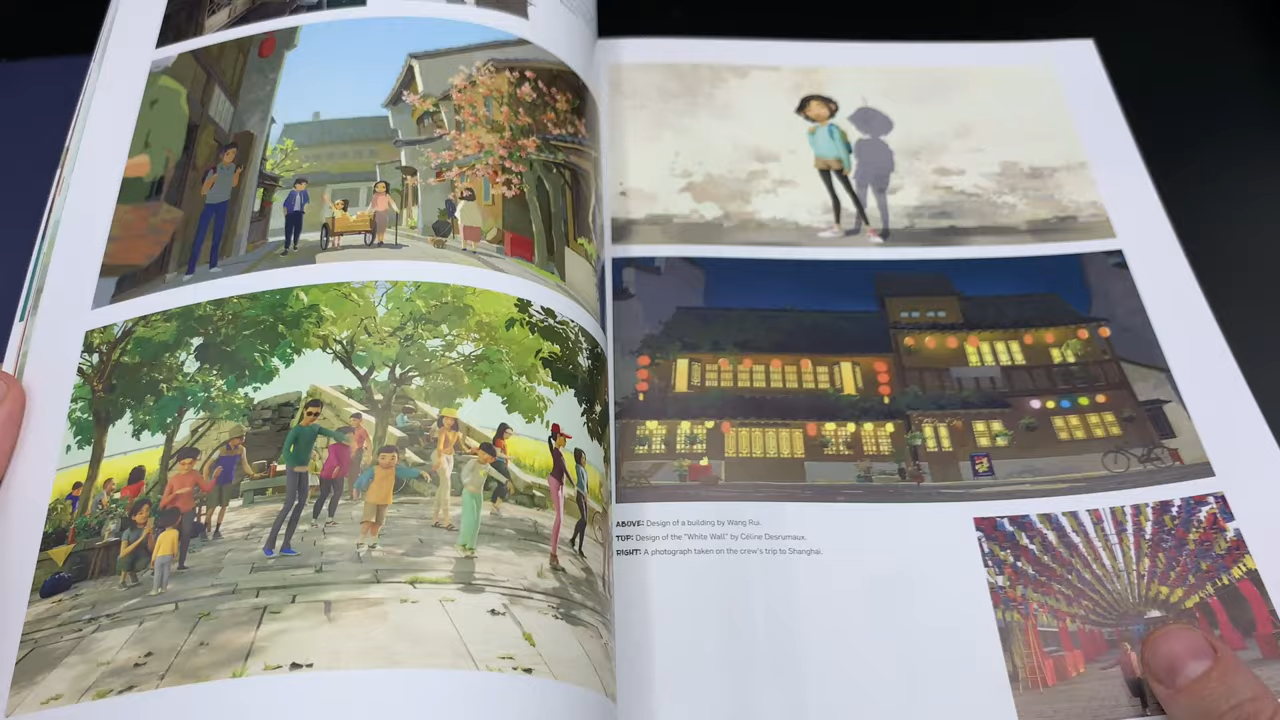 ABOVE: Design of a building by Wang Rui.
TOP: Design of the "White Wall" by Céline Desrumaux.
RIGHT: A photograph taken on the crew's trip to Shanghai.